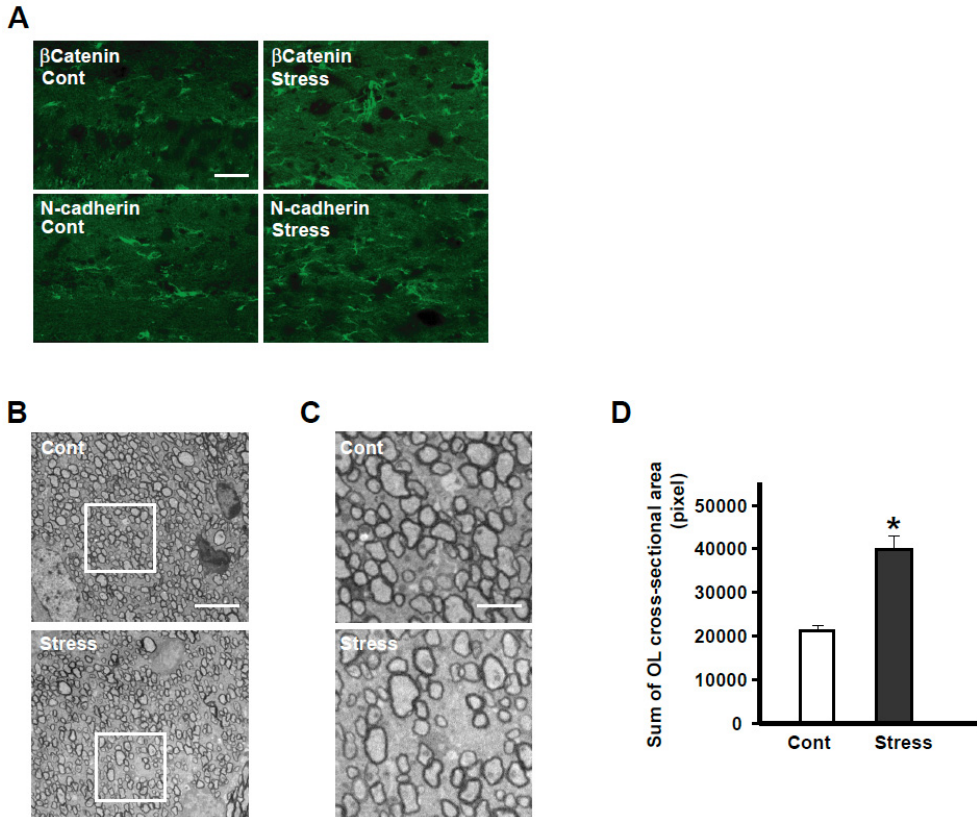 A
βCatenin
Cont
βCatenin
Stress
N-cadherin
Cont
N-cadherin
Stress
B
Cont
Stress
C
Cont
Stress
D
Sum of OL cross-sectional area
(pixel)
50000
40000
30000
20000
10000
0
*
Cont
Stress